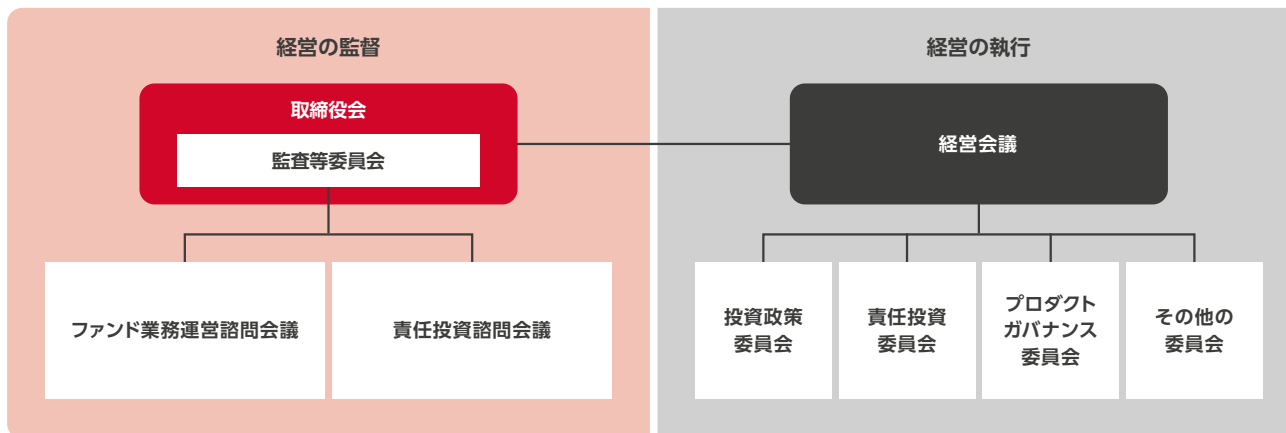 経営の監督
取締役会
監査等委員会
ファンド業務運営諮問会議
責任投資諮問会議
経営の執行
経営会議
投資政策
委員会
責任投資
委員会
プロダクト
ガバナンス
委員会
その他の
委員会